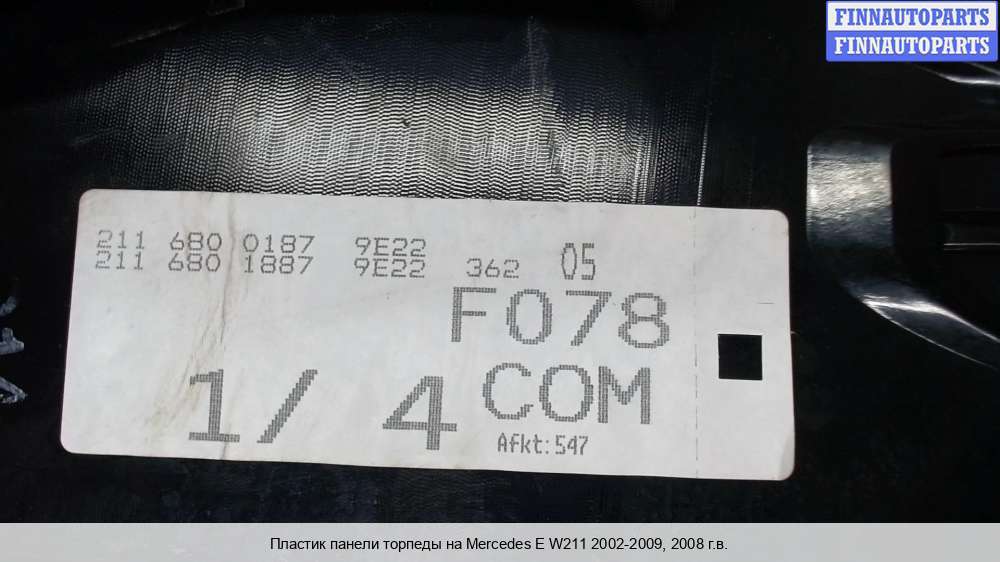 FINNAUTOPARTS
FINNAUTOPARTS
211 680 0187 9E22
211 680 1887 9E22 362 05
F078
1/ 4 COM
Afkt: 547
Пластик панели торпеды на Mercedes E W211 2002-2009, 2008 г.в.